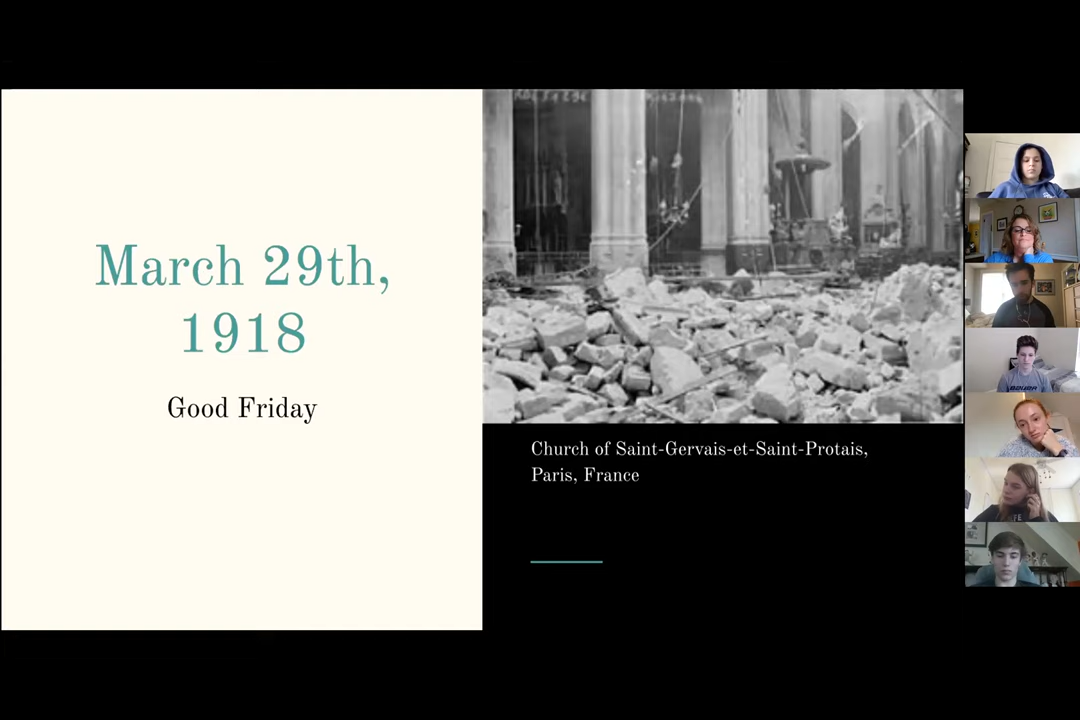 March 29th,
1918
Good Friday
Church of Saint-Gervais-et-Saint-Protais,
Paris, France